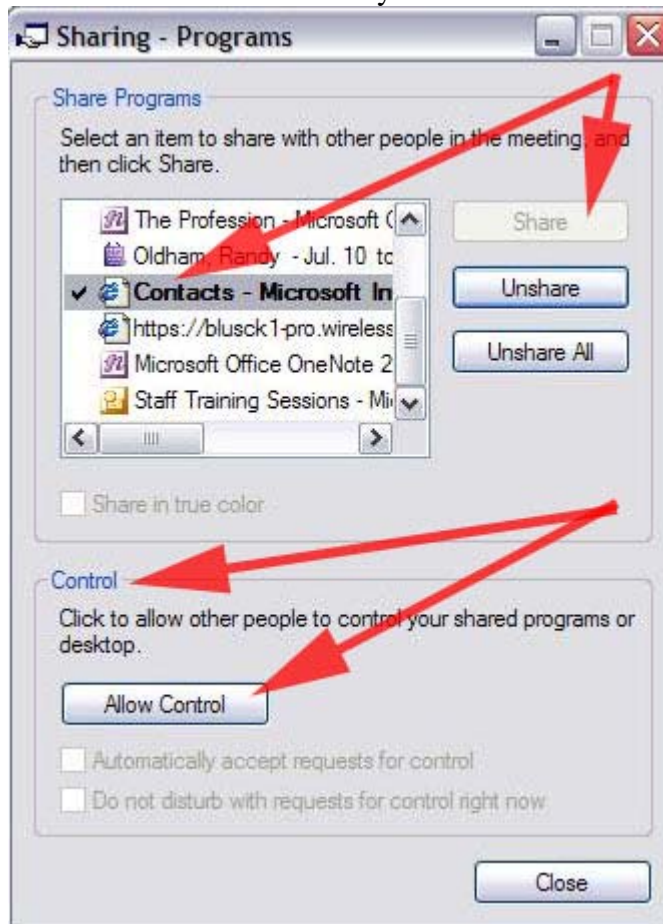 Sharing - Programs
Share Programs
Select an item to share with other people in the meeting, and
then click Share.
The Profession - Microsoft (
Oldham, Randy - Jul. 10 to
Contacts - Microsoft In
https://blusck1-pro.wireless
Microsoft Office OneNote 2
Staff Training Sessions - Mi
Share
Unshare
Unshare All
Share in true color
Control
Click to allow other people to control your shared programs or
desktop.
Allow Control
Automatically accept requests for control
Do not disturb with requests for control right now
Close